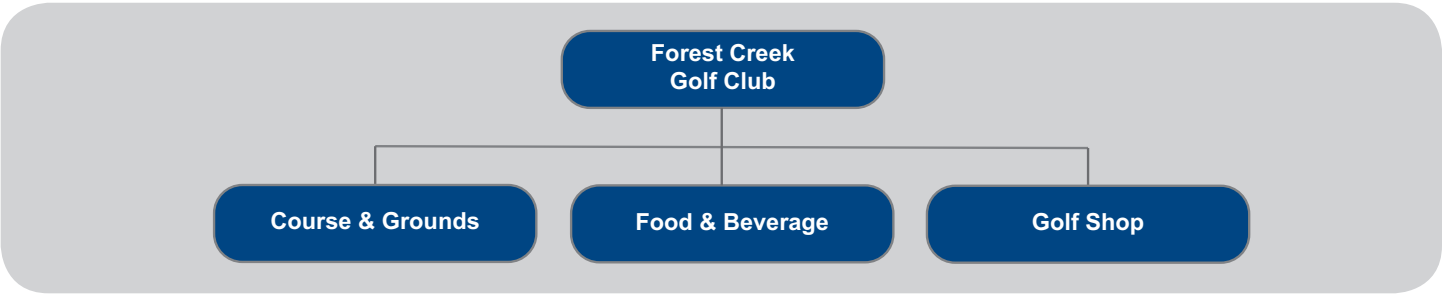 Forest Creek
Golf Club
Course & Grounds
Food & Beverage
Golf Shop